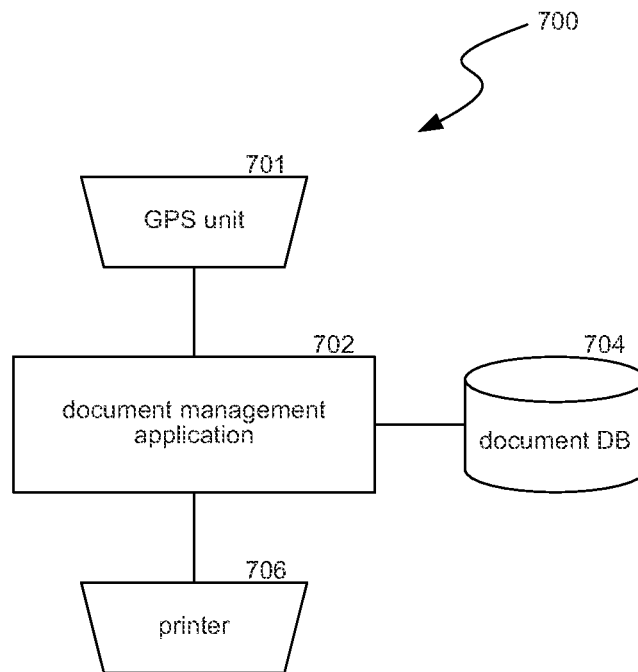 700
701
GPS unit
702
document management
application
704
document DB
706
printer